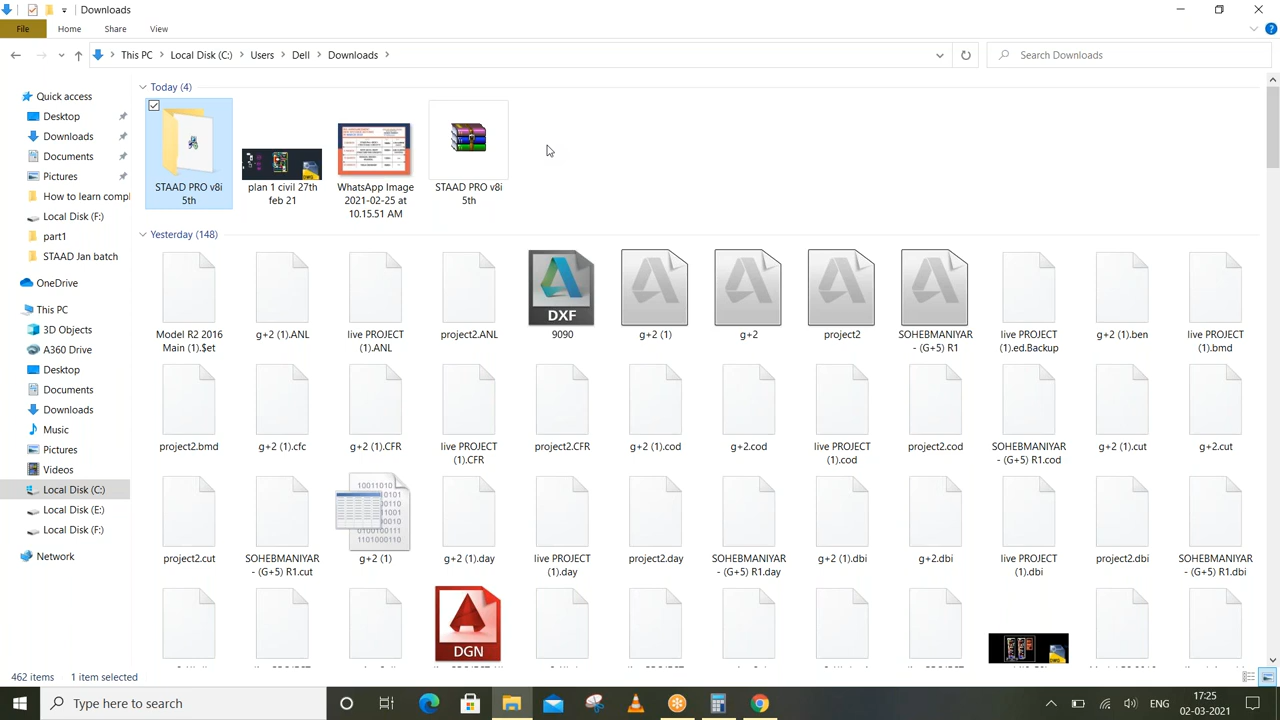 Downloads
File Home Share View
This PC Local Disk (C:) Users Dell Downloads
Search Downloads
Quick access
Desktop
Downloads
Documents
Pictures
How to learn compl
Local Disk (F:)
part1
STAAD Jan batch
OneDrive
This PC
3D Objects
A360 Drive
Desktop
Documents
Downloads
Music
Pictures
Videos
Local Disk (C:)
Local Disk (E:)
Local Disk (F:)
Network
Today (4)
STAAD PRO v8i
5th
plan 1 civil 27th
feb 21
WhatsApp Image
2021-02-25 at
10.15.51 AM
STAAD PRO v8i
5th
Yesterday (148)
DXF
Model R2 2016
Main (1).$et
g+2 (1).ANL
live PROJECT
(1).ANL
project2.ANL
9090
g+2 (1)
g+2
project2
SOHEBMANIYAR
- (G+5) R1
live PROJECT
(1).ed.Backup
g+2 (1).ben
live PROJECT
(1).bmd
project2.bmd
g+2 (1).cfc
g+2 (1).CFR
live PROJECT
(1).CFR
project2.CFR
g+2 (1).cod
g+2.cod
live PROJECT
(1).cod
project2.cod
SOHEBMANIYAR
- (G+5) R1.cod
g+2 (1).cut
g+2.cut
project2.cut
SOHEBMANIYAR
- (G+5) R1.cut
g+2 (1)
g+2 (1).day
live PROJECT
(1).day
project2.day
SOHEBMANIYAR
- (G+5) R1.day
g+2 (1).dbi
g+2.dbi
live PROJECT
(1).dbi
project2.dbi
SOHEBMANIYAR
- (G+5) R1.dbi
DGN
462 items 1 item selected
Type here to search
ENG
17:25
02-03-2021